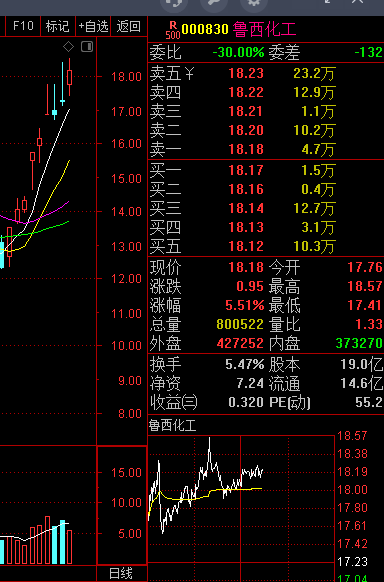 F10 标记 +自选 返回
R 500 000830 鲁西化工
委比 -30.00% 委差 -132
卖五 ¥ 18.23 23.2万
卖四 18.22 12.9万
卖三 18.21 1.1万
卖二 18.20 10.2万
卖一 18.18 4.7万
买一 18.17 1.5万
买二 18.16 0.4万
买三 18.14 12.7万
买四 18.13 3.1万
买五 18.12 10.3万
现价 18.18 今开 17.76
涨跌 0.95 最高 18.57
涨幅 5.51% 最低 17.41
总量 800522 量比 1.33
外盘 427252 内盘 373270
换手 5.47% 股本 19.0亿
净资 7.24 流通 14.6亿
收益㈢ 0.320 PE(动) 55.2
18.00
17.00
16.00
15.00
14.00
13.00
12.00
11.00
10.00
9.00
8.00
15.00
10.00
5.00
日线
鲁西化工
18.57
18.38
18.19
18.00
17.80
17.61
17.42
17.23
17.04